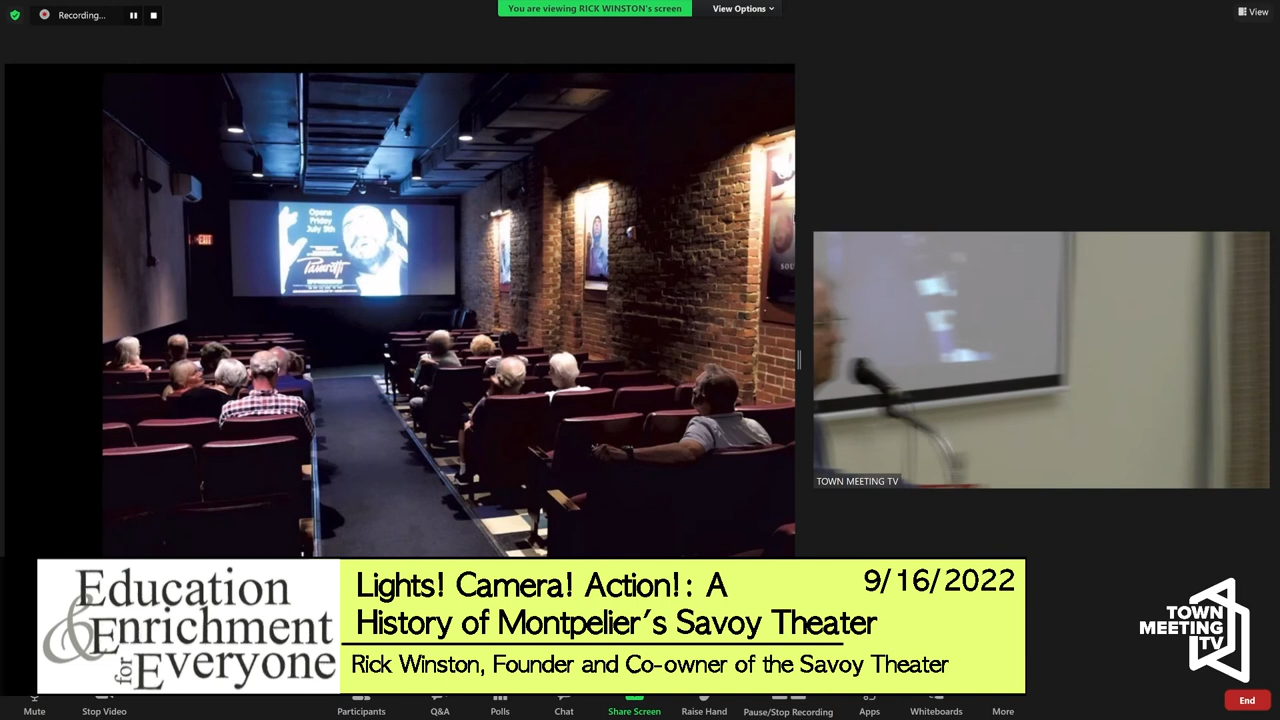 Recording...
You are viewing RICK WINSTON's screen
View Options
View
Opens
Friday
July 5th
Pavarotti
EXIT
SOUL
TOWN MEETING TV
Education
& Enrichment
for Everyone
Lights! Camera! Action!: A
History of Montpelier's Savoy Theater
9/16/2022
Rick Winston, Founder and Co-owner of the Savoy Theater
TOWN
MEETING
TV
Mute
Stop Video
Participants
Q&A
Polls
Chat
Share Screen
Raise Hand
Pause/Stop Recording
Apps
Whiteboards
More
End